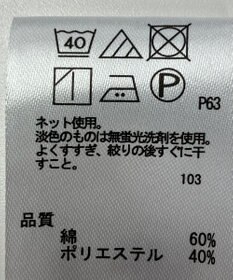 40
P
P63
ネット使用。
淡色のものは無蛍光洗剤を使用。
よくすすぎ、絞りの後すぐに干
すこと。
103
品質
綿 60%
ポリエステル 40%